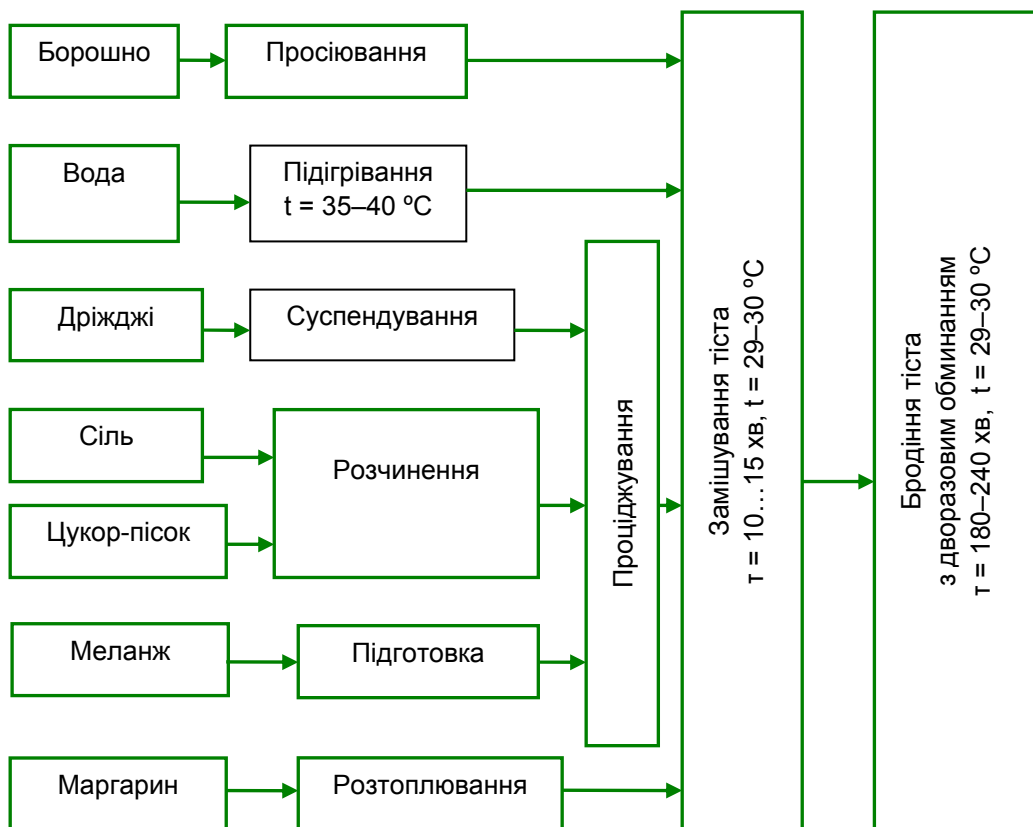 Борошно
Просіювання
Вода
Підігрівання
t = 35–40 ºС
Дріжджі
Суспендування
Сіль
Цукор-пісок
Розчинення
Меланж
Підготовка
Маргарин
Розтоплювання
Проціджування
Замішування тіста
τ = 10…15 хв, t = 29–30 ºС
Бродіння тіста
з дворазовим обминанням
τ = 180–240 хв, t = 29–30 ºС